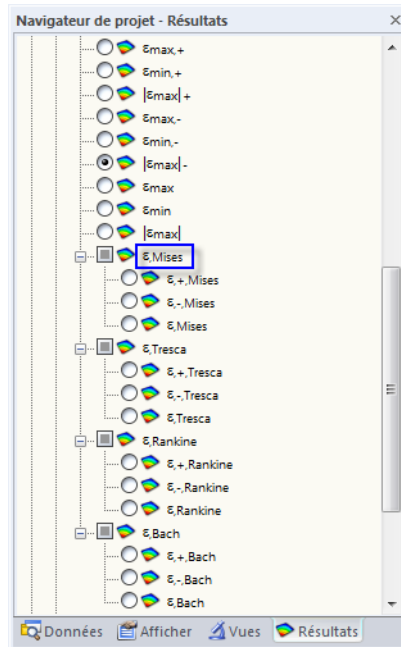 Navigateur de projet - Résultats
εmax,+
εmin,+
|εmax| +
εmax,-
εmin,-
|εmax| -
εmax
εmin
|εmax|
ε,Mises
ε,+,Mises
ε,-,Mises
ε,Mises
ε,Tresca
ε,+,Tresca
ε,-,Tresca
ε,Tresca
ε,Rankine
ε,+,Rankine
ε,-,Rankine
ε,Rankine
ε,Bach
ε,+,Bach
ε,-,Bach
ε,Bach
Données Afficher Vues Résultats